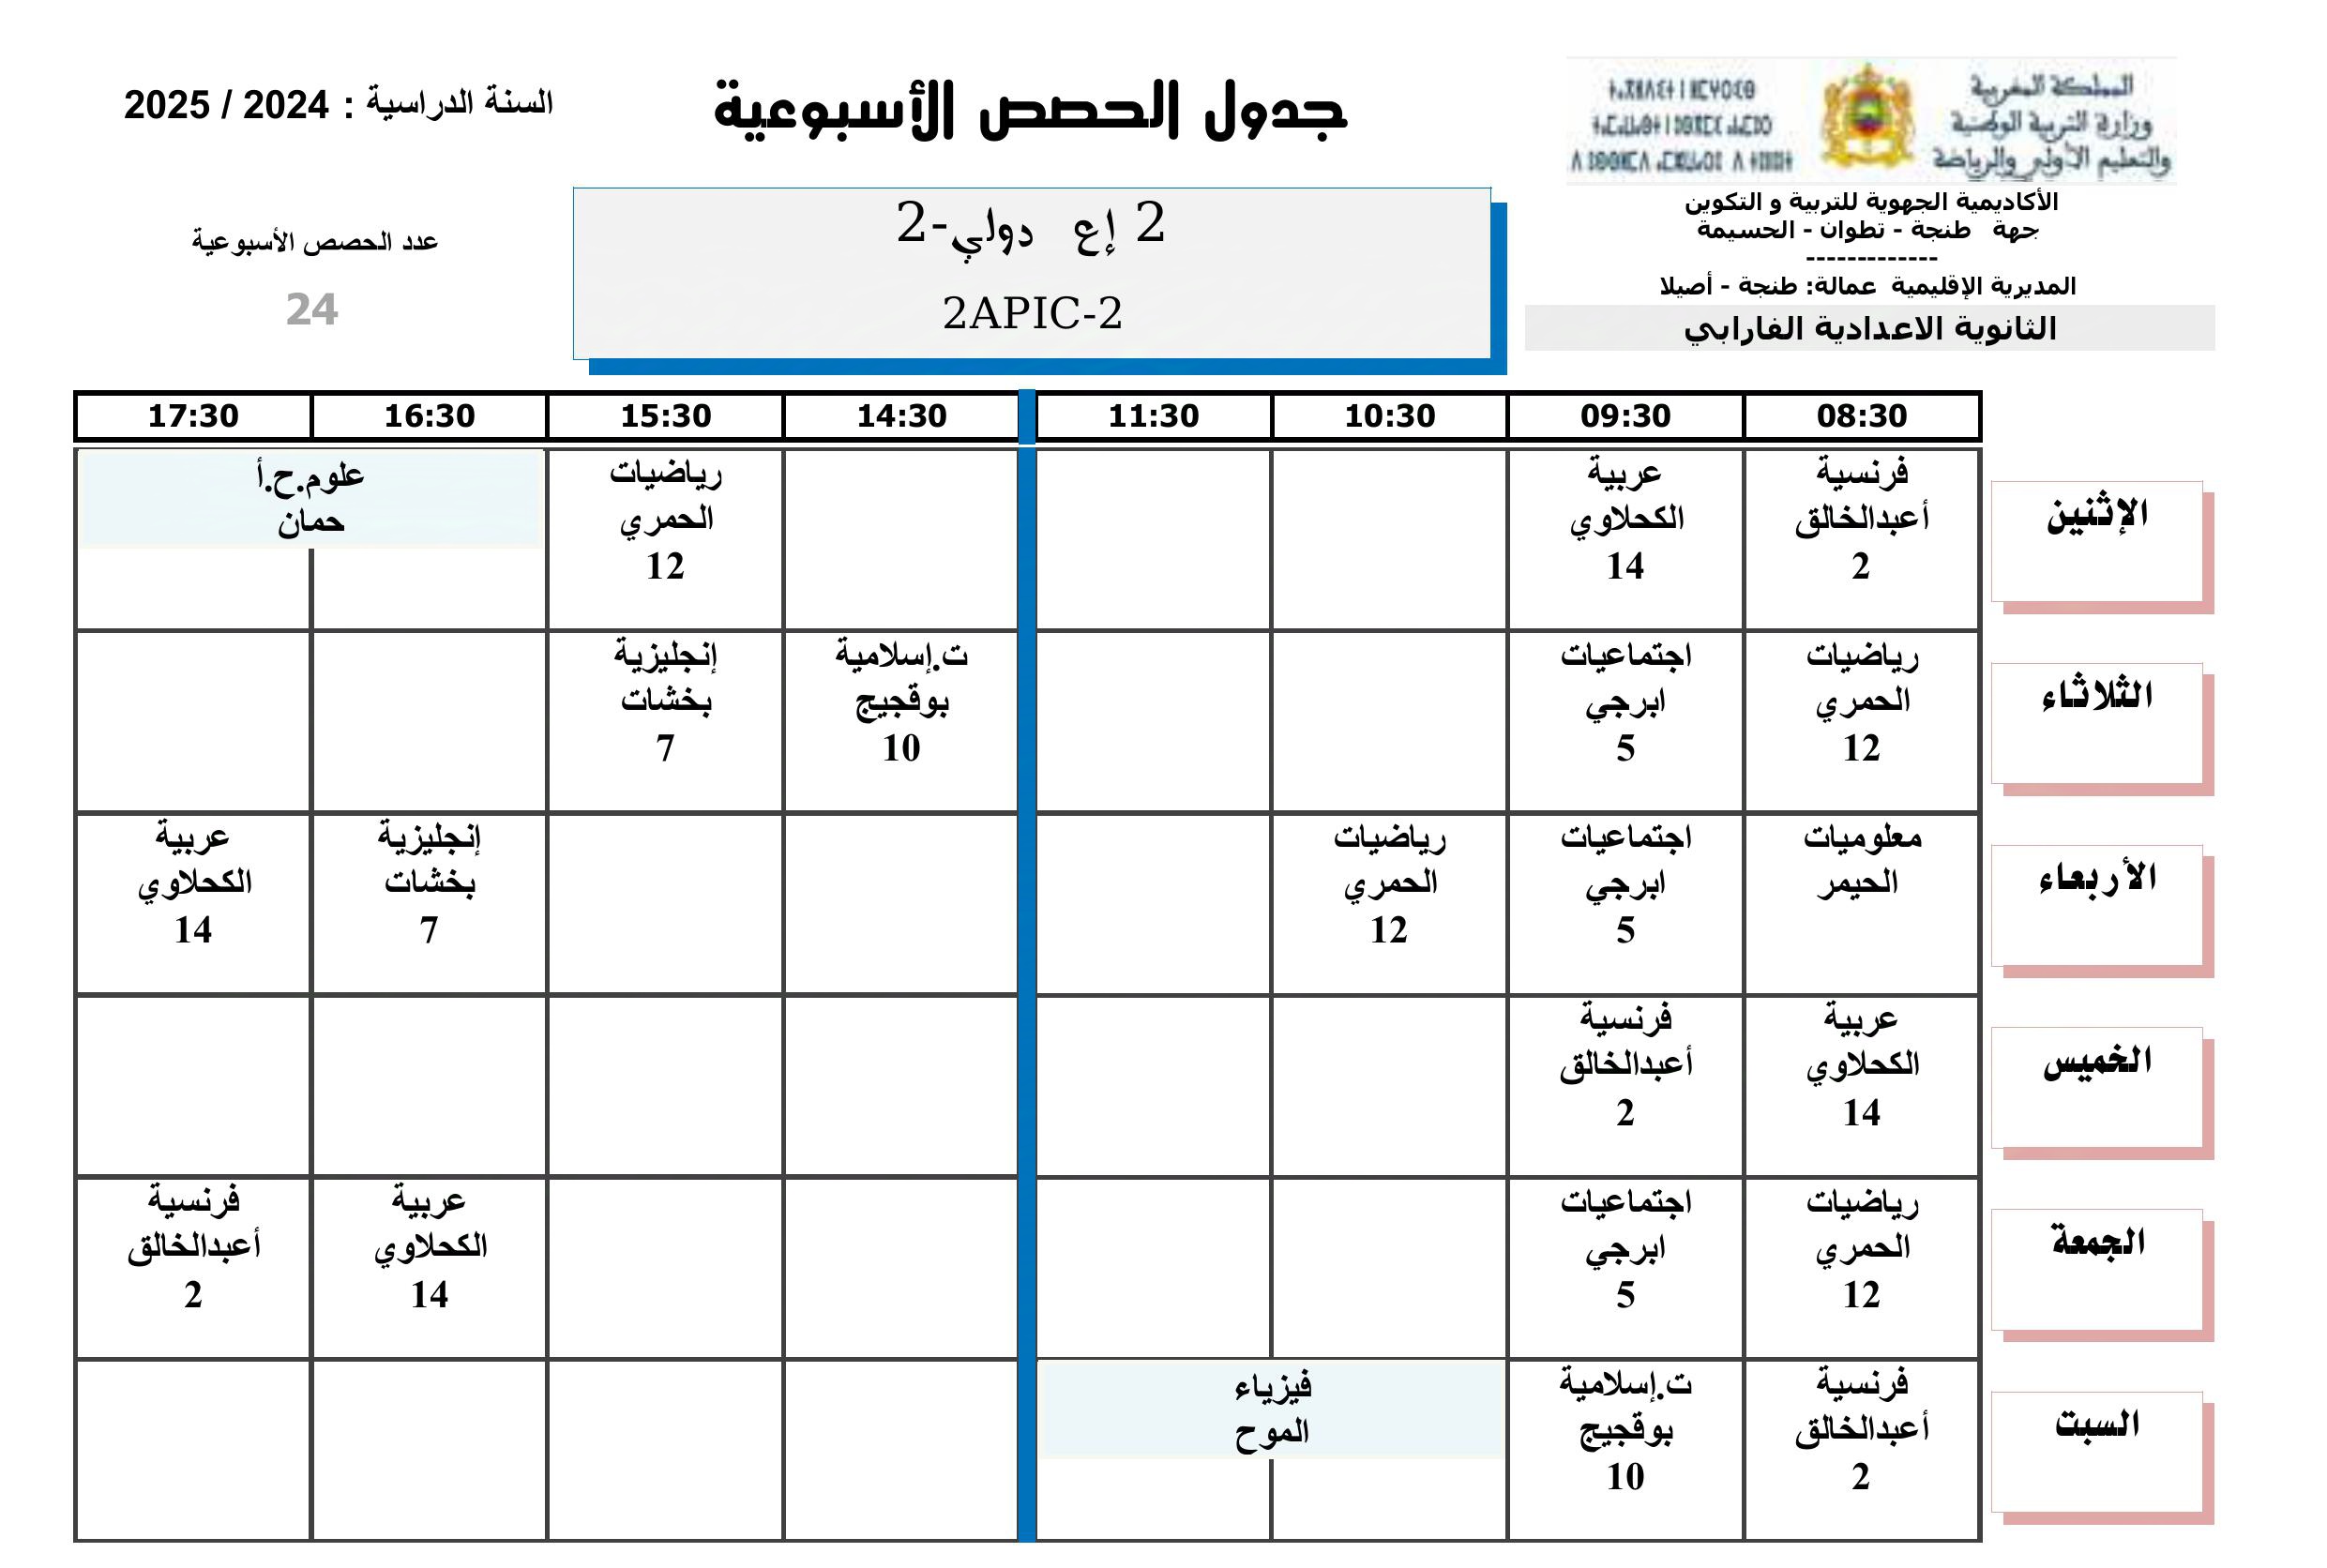 المملكة المغربية
وزارة التربية الوطنية
والتعليم الأولي والرياضة
الأكاديمية الجهوية للتربية و التكوين
جهة طنجة - تطوان - الحسيمة
-------------
المديرية الإقليمية عمالة: طنجة - أصيلا
الثانوية الاعدادية الفارابي
جدول الحصص الأسبوعية
2 إع دولي-2
2APIC-2
السنة الدراسية : 2024 / 2025
عدد الحصص الأسبوعية
24
08:30 09:30 10:30 11:30 14:30 15:30 16:30 17:30
الإثنين
فرنسية
أعبدالخالق
2
عربية
الكحلاوي
14
رياضيات
الحمري
12
علوم.ح.أ
حمان
الثلاثاء
رياضيات
الحمري
12
اجتماعيات
ابرجي
5
ت.إسلامية
بوقجيج
10
إنجليزية
بخشات
7
الأربعاء
معلوميات
الحيمر
اجتماعيات
ابرجي
5
رياضيات
الحمري
12
إنجليزية
بخشات
7
عربية
الكحلاوي
14
الخميس
عربية
الكحلاوي
14
فرنسية
أعبدالخالق
2
الجمعة
رياضيات
الحمري
12
اجتماعيات
ابرجي
5
عربية
الكحلاوي
14
فرنسية
أعبدالخالق
2
السبت
فرنسية
أعبدالخالق
2
ت.إسلامية
بوقجيج
10
فيزياء
الموح